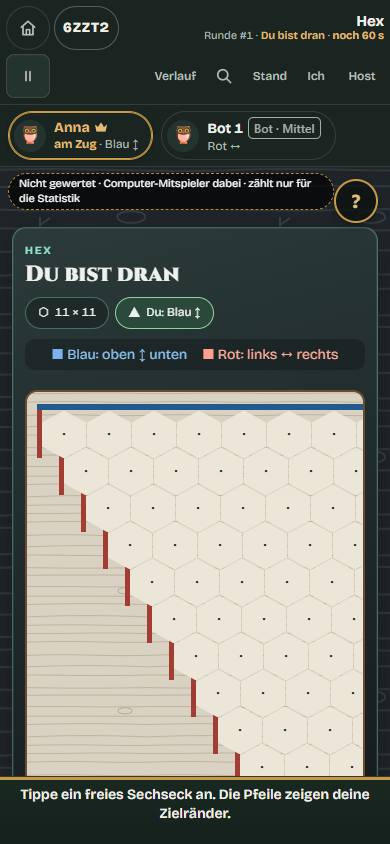 6ZZT2
Hex
Runde #1 · Du bist dran · noch 60 s
Verlauf
Stand
Ich
Host
Anna
am Zug · Blau ↕
Bot 1
Bot · Mittel
Rot ↔
Nicht gewertet · Computer-Mitspieler dabei · zählt nur für
die Statistik
?
HEX
DU BIST DRAN
11 × 11
Du: Blau ↕
Blau: oben ↕ unten
Rot: links ↔ rechts
Tippe ein freies Sechseck an. Die Pfeile zeigen deine
Zielränder.